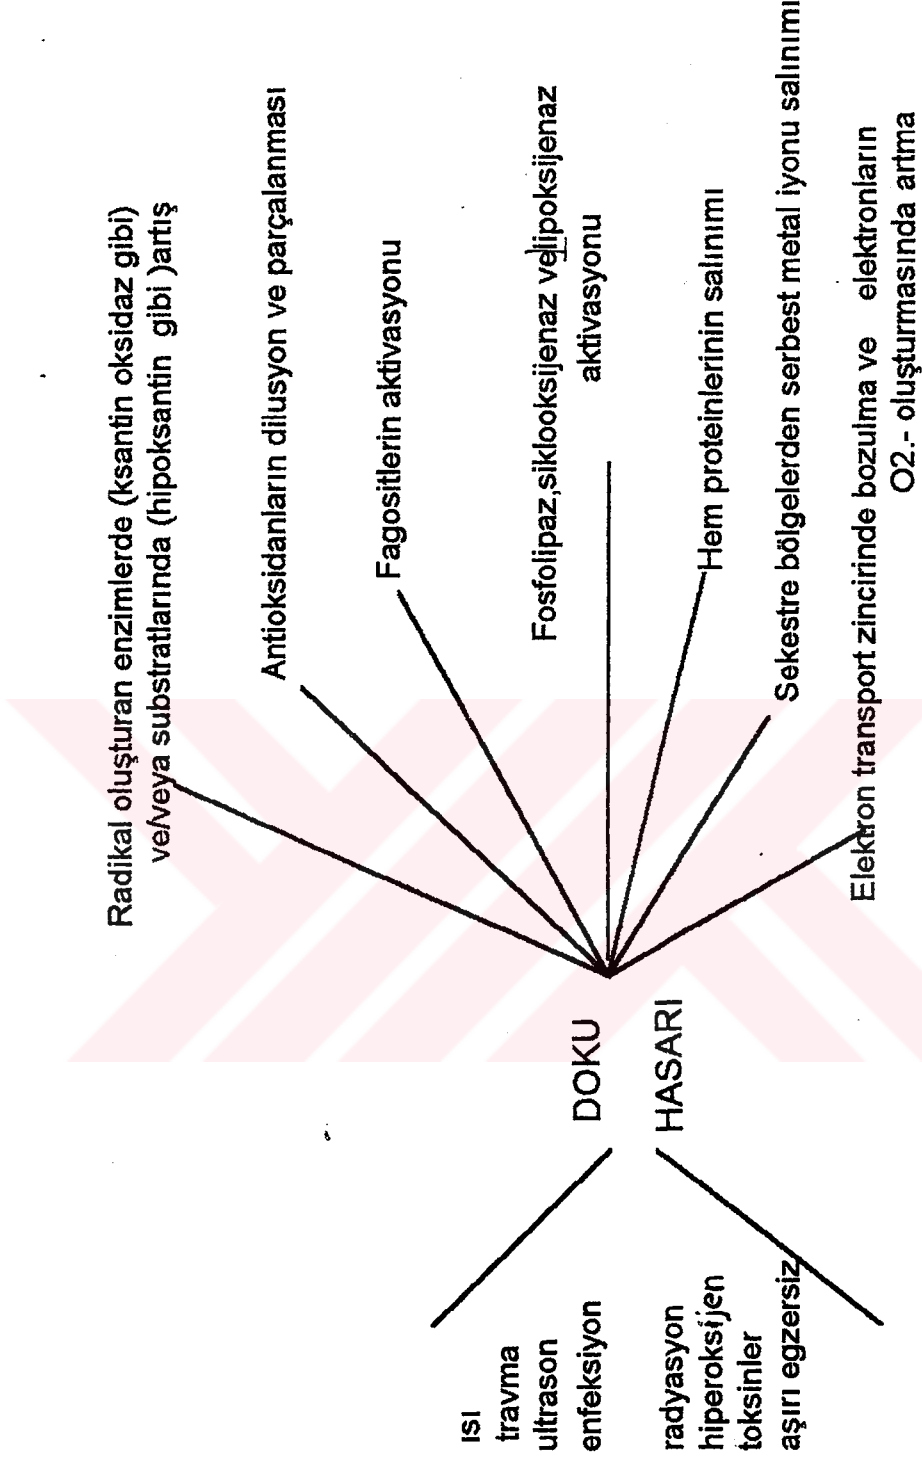 ısı
travma
ultrason
enfeksiyon
radyasyon
hiperoksijen
toksinler
aşırı egzersiz
DOKU
HASARI
Radikal oluşturan enzimlerde (ksantin oksidaz gibi)
ve/veya substratlarında (hipoksantin gibi )artış
Antioksidanların dilusyon ve parçalanması
Fagositlerin aktivasyonu
Fosfolipaz,siklooksijenaz ve lipoksijenaz
aktivasyonu
Hem proteinlerinin salınımı
Sekestre bölgelerden serbest metal iyonu salınımı
Elektron transport zincirinde bozulma ve elektronların
O2.- oluşturmasında artma